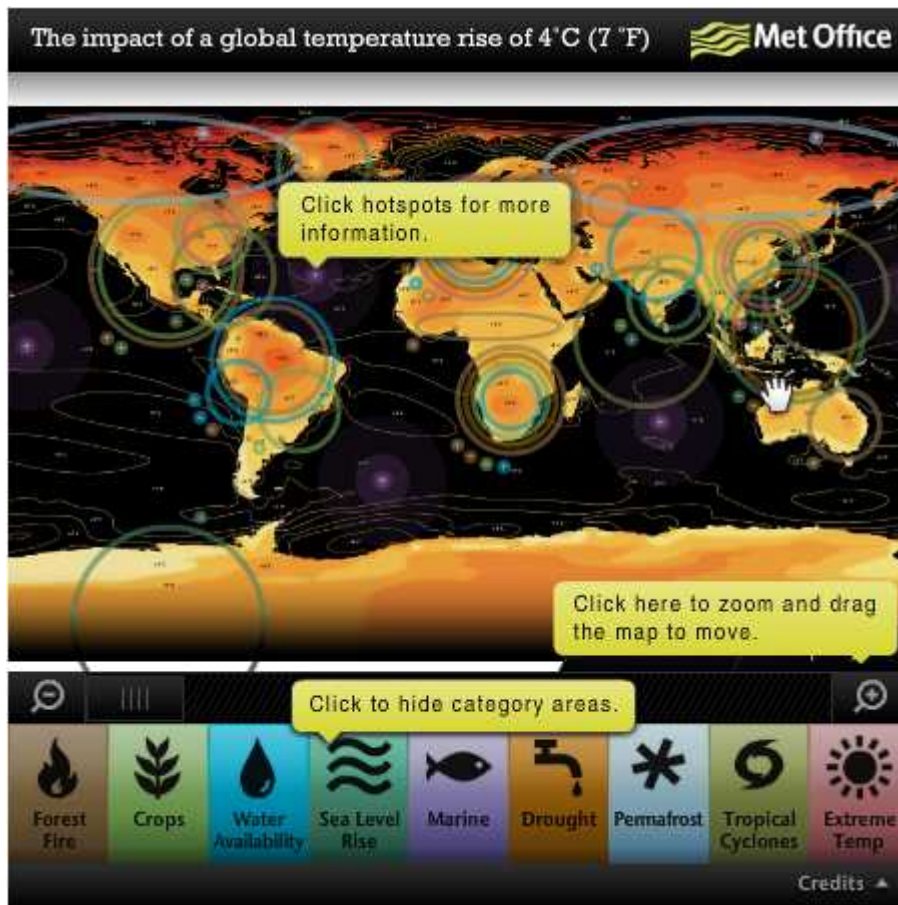 The impact of a global temperature rise of 4°C (7 °F)
Met Office
Click hotspots for more
information.
Click here to zoom and drag
the map to move.
Click to hide category areas.
Forest
Fire
Crops
Water
Availability
Sea Level
Rise
Marine
Drought
Permafrost
Tropical
Cyclones
Extreme
Temp
Credits